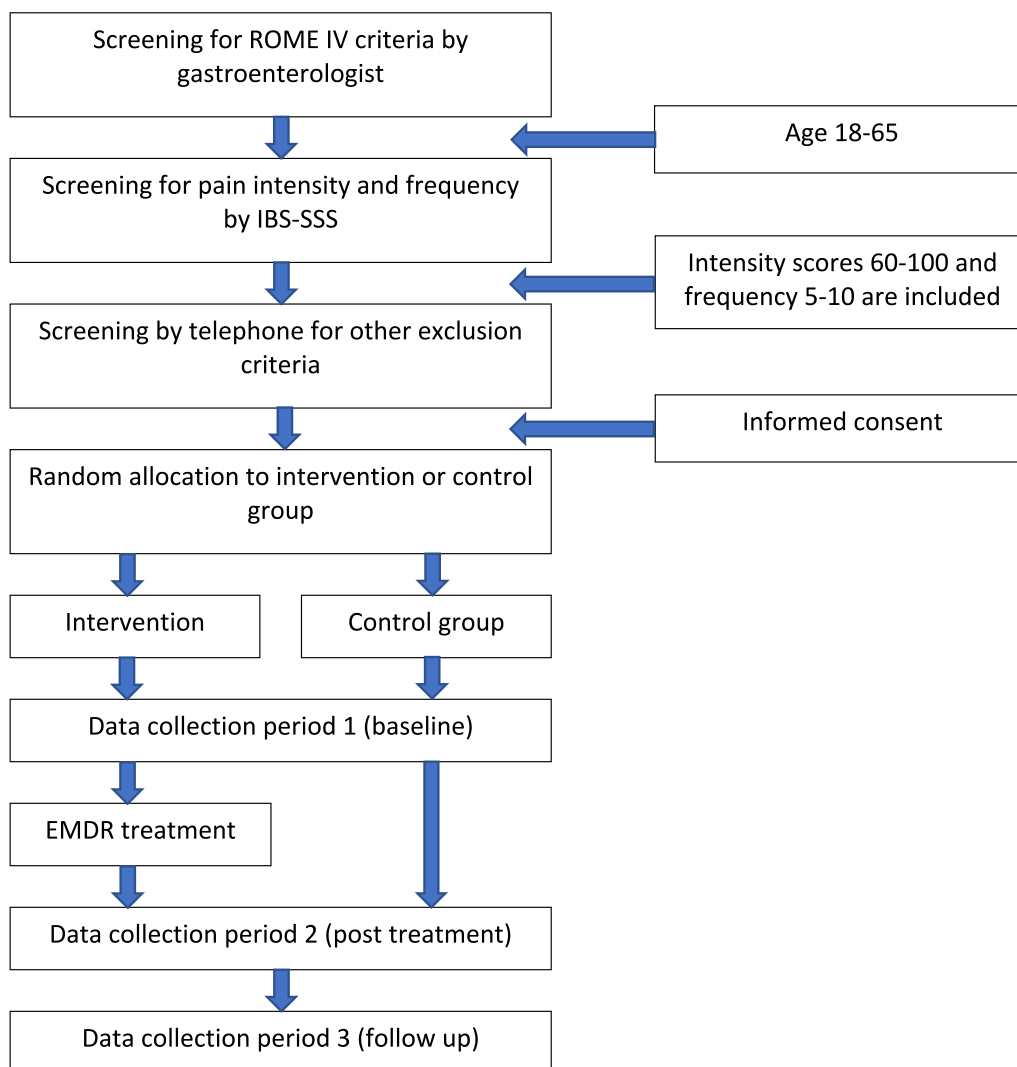 Screening for ROME IV criteria by
gastroenterologist
Age 18-65
Screening for pain intensity and frequency
by IBS-SSS
Intensity scores 60-100 and
frequency 5-10 are included
Screening by telephone for other exclusion
criteria
Informed consent
Random allocation to intervention or control
group
Intervention
Control group
Data collection period 1 (baseline)
EMDR treatment
Data collection period 2 (post treatment)
Data collection period 3 (follow up)